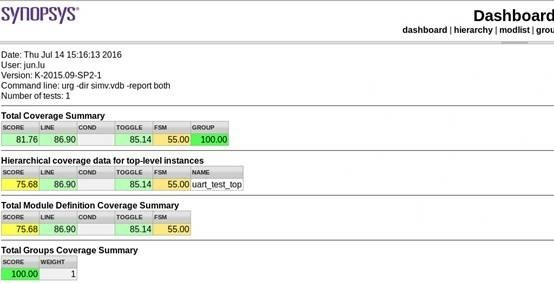 SYNOPSYS®
Dashboard
dashboard | hierarchy | modlist | grou
Date: Thu Jul 14 15:16:13 2016
User: jun.lu
Version: K-2015.09-SP2-1
Command line: urg -dir simv.vdb -report both
Number of tests: 1
Total Coverage Summary
SCORE LINE COND TOGGLE FSM GROUP
81.76 86.90 85.14 55.00 100.00
Hierarchical coverage data for top-level instances
SCORE LINE COND TOGGLE FSM NAME
75.68 86.90 85.14 55.00 uart_test_top
Total Module Definition Coverage Summary
SCORE LINE COND TOGGLE FSM
75.68 86.90 85.14 55.00
Total Groups Coverage Summary
SCORE WEIGHT
100.00 1